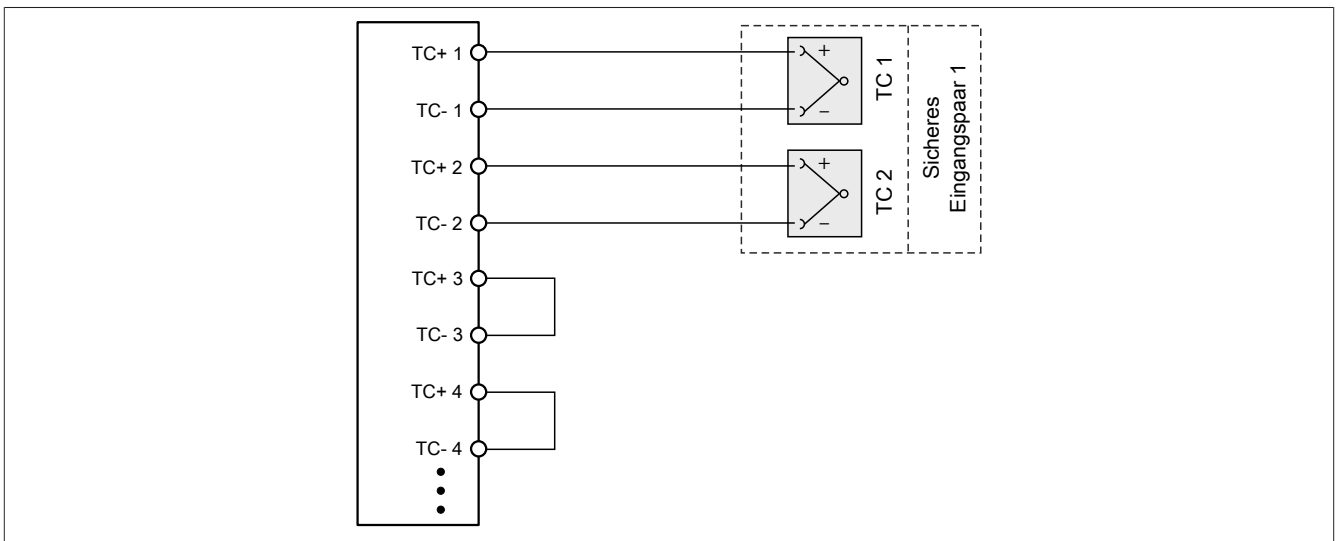 TC+ 1
TC- 1
TC+ 2
TC- 2
TC+ 3
TC- 3
TC+ 4
TC- 4
+
−
TC 1
+
−
TC 2
Sicheres
Eingangspaar 1